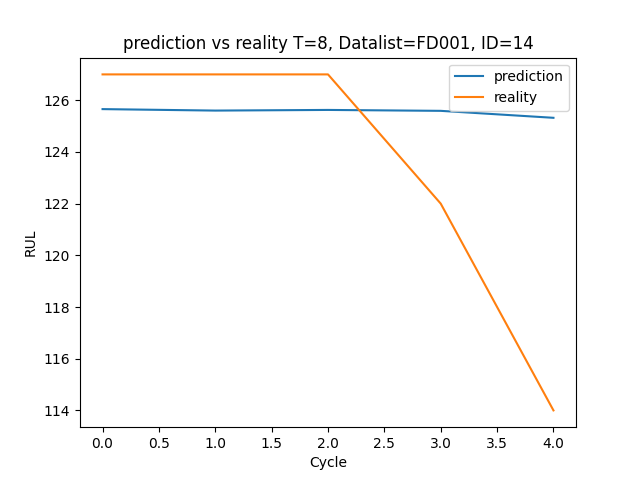 prediction vs reality T=8, Datalist=FD001, ID=14
prediction
reality
RUL
126
124
122
120
118
116
114
0.0 0.5 1.0 1.5 2.0 2.5 3.0 3.5 4.0
Cycle